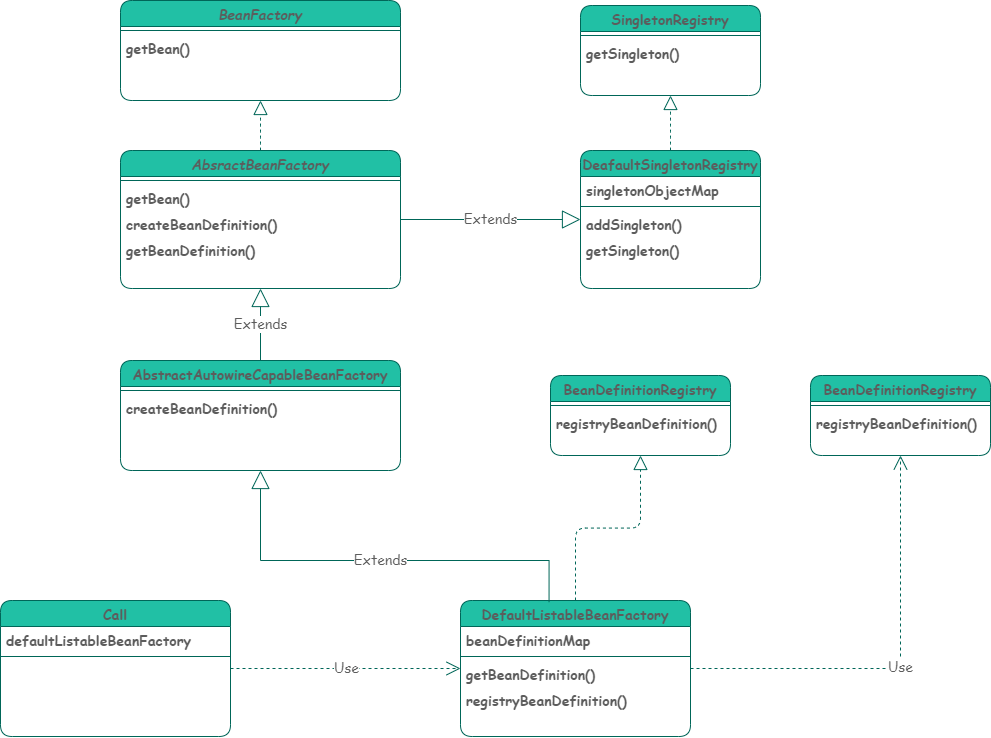 BeanFactory
getBean()
SingletonRegistry
getSingleton()
AbsractBeanFactory
getBean()
createBeanDefinition()
getBeanDefinition()
Extends
DeafaultSingletonRegistry
singletonObjectMap
addSingleton()
getSingleton()
Extends
AbstractAutowireCapableBeanFactory
createBeanDefinition()
BeanDefinitionRegistry
registryBeanDefinition()
BeanDefinitionRegistry
registryBeanDefinition()
Extends
Call
defaultListableBeanFactory
Use
DefaultListableBeanFactory
beanDefinitionMap
getBeanDefinition()
registryBeanDefinition()
Use